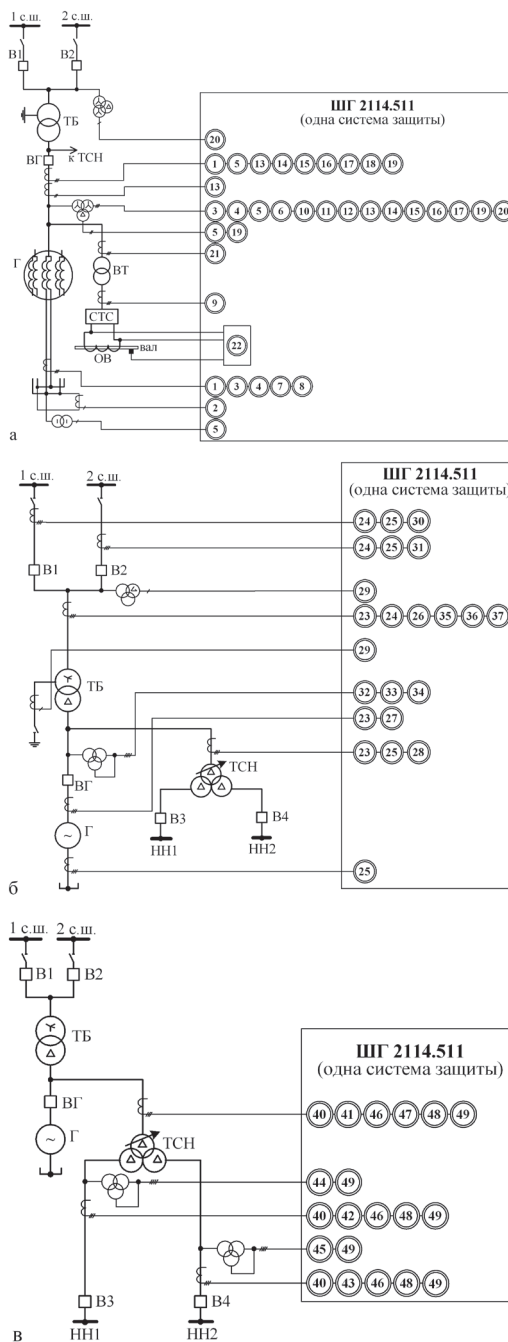 1 с.ш. 2 с.ш.
В1 В2
ШГ 2114.511
(одна система защиты)
ТБ
20
к ТСН
ВГ
1 5 13 14 15 16 17 18 19
13
3 4 5 6 10 11 12 13 14 15 16 17 19 20
5 19
Г
21
ВТ
9
СТС
22
ОВ
вал
1 3 4 7 8
2
5
а
1 с.ш. 2 с.ш.
ШГ 2114.511
(одна система защиты)
24 25 30
24 25 31
В1 В2
29
23 24 26 35 36 37
29
ТБ
32 33 34
23 27
23 25 28
ТСН
ВГ
В3 В4
Г
~
НН1 НН2
25
б
1 с.ш. 2 с.ш.
В1 В2
ТБ
ШГ 2114.511
(одна система защиты)
ВГ
40 41 46 47 48 49
Г
~
ТСН
44 49
40 42 46 48 49
45 49
40 43 46 48 49
В3 В4
НН1 НН2
в